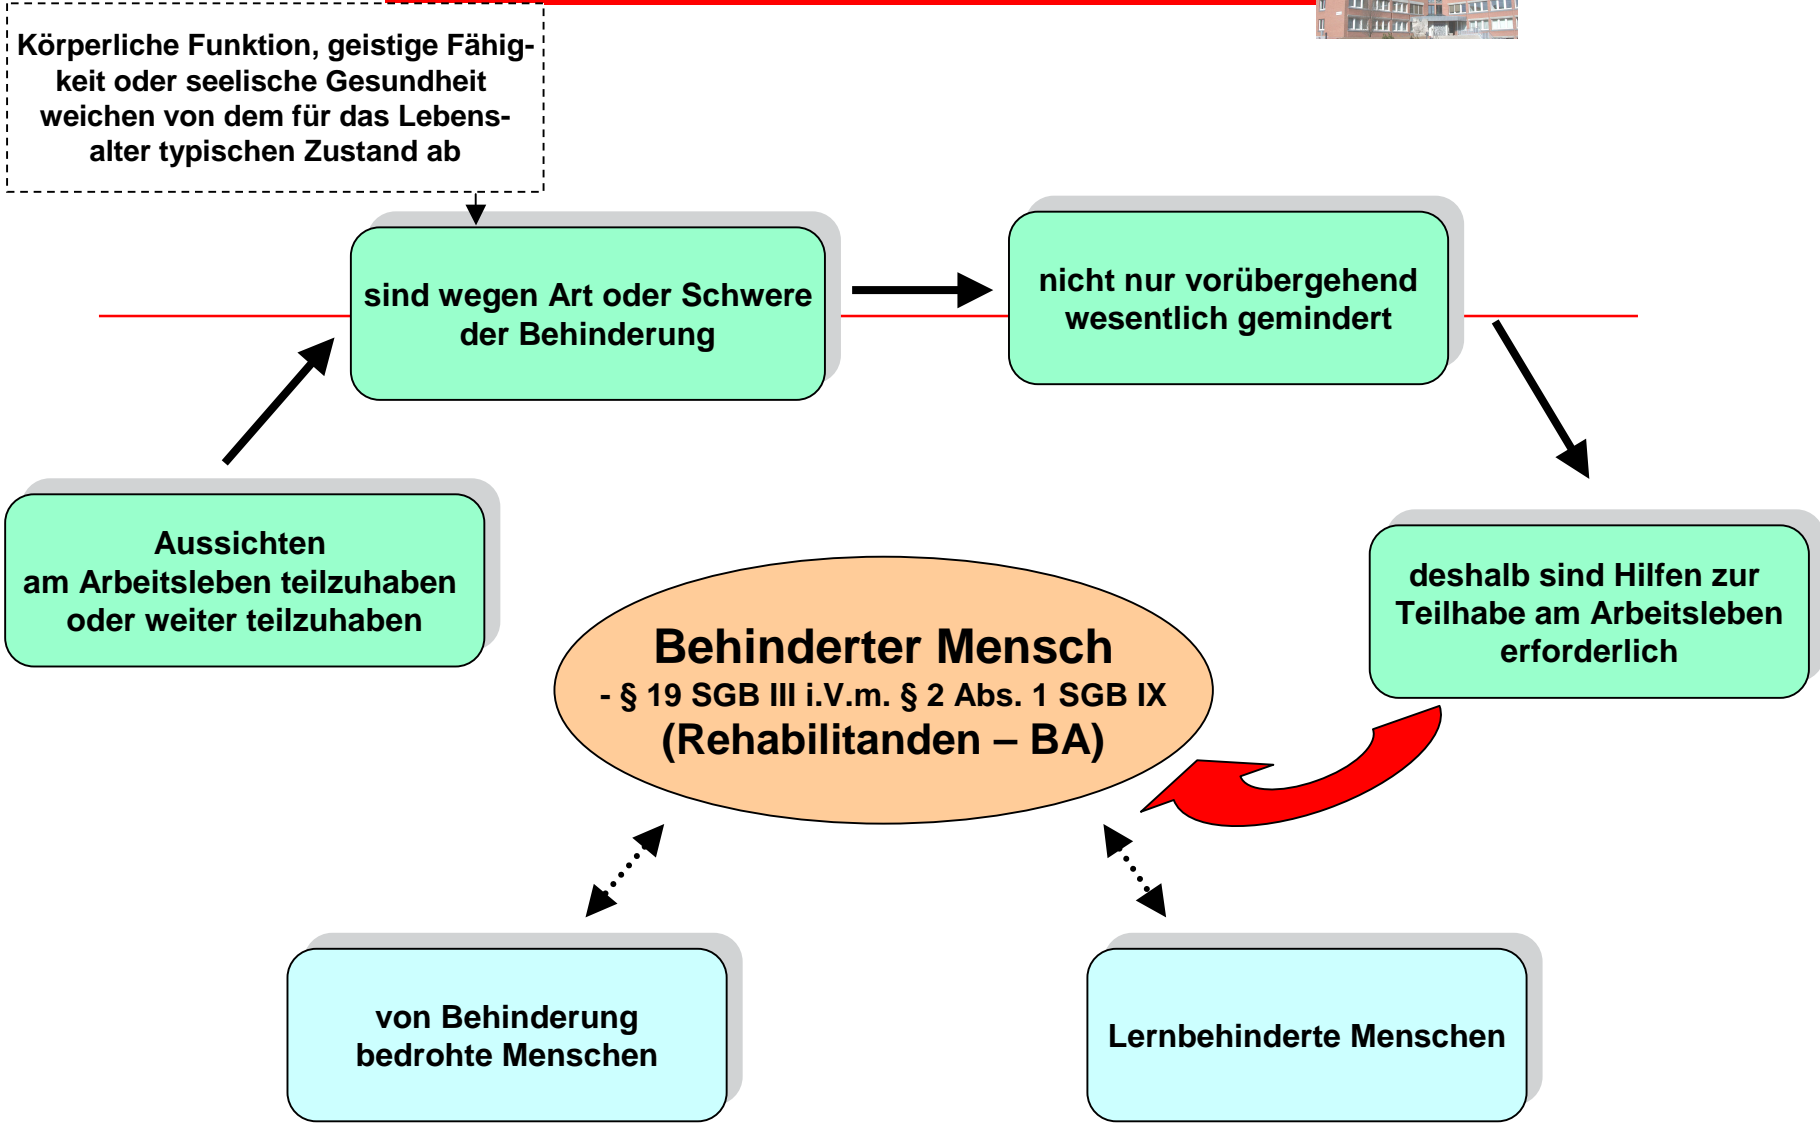 Körperliche Funktion, geistige Fähig-
keit oder seelische Gesundheit
weichen von dem für das Lebens-
alter typischen Zustand ab
sind wegen Art oder Schwere
der Behinderung
nicht nur vorübergehend
wesentlich gemindert
Aussichten
am Arbeitsleben teilzuhaben
oder weiter teilzuhaben
deshalb sind Hilfen zur
Teilhabe am Arbeitsleben
erforderlich
Behinderter Mensch
- § 19 SGB III i.V.m. § 2 Abs. 1 SGB IX
(Rehabilitanden – BA)
von Behinderung
bedrohte Menschen
Lernbehinderte Menschen